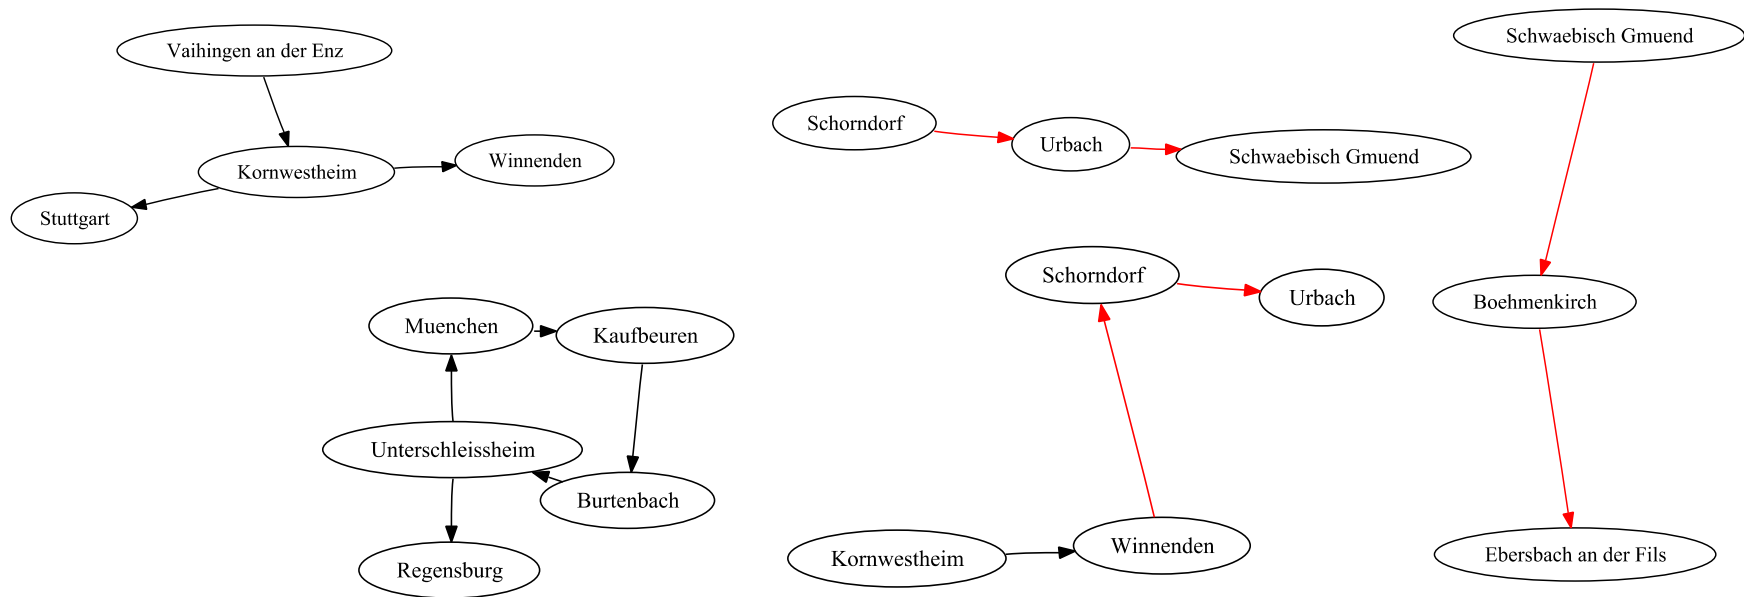 Vaihingen an der Enz
Kornwestheim
Winnenden
Stuttgart
Muenchen
Kaufbeuren
Unterschleissheim
Burtenbach
Regensburg
Schorndorf
Urbach
Schwaebisch Gmuend
Schorndorf
Urbach
Kornwestheim
Winnenden
Schwaebisch Gmuend
Boehmenkirch
Ebersbach an der Fils